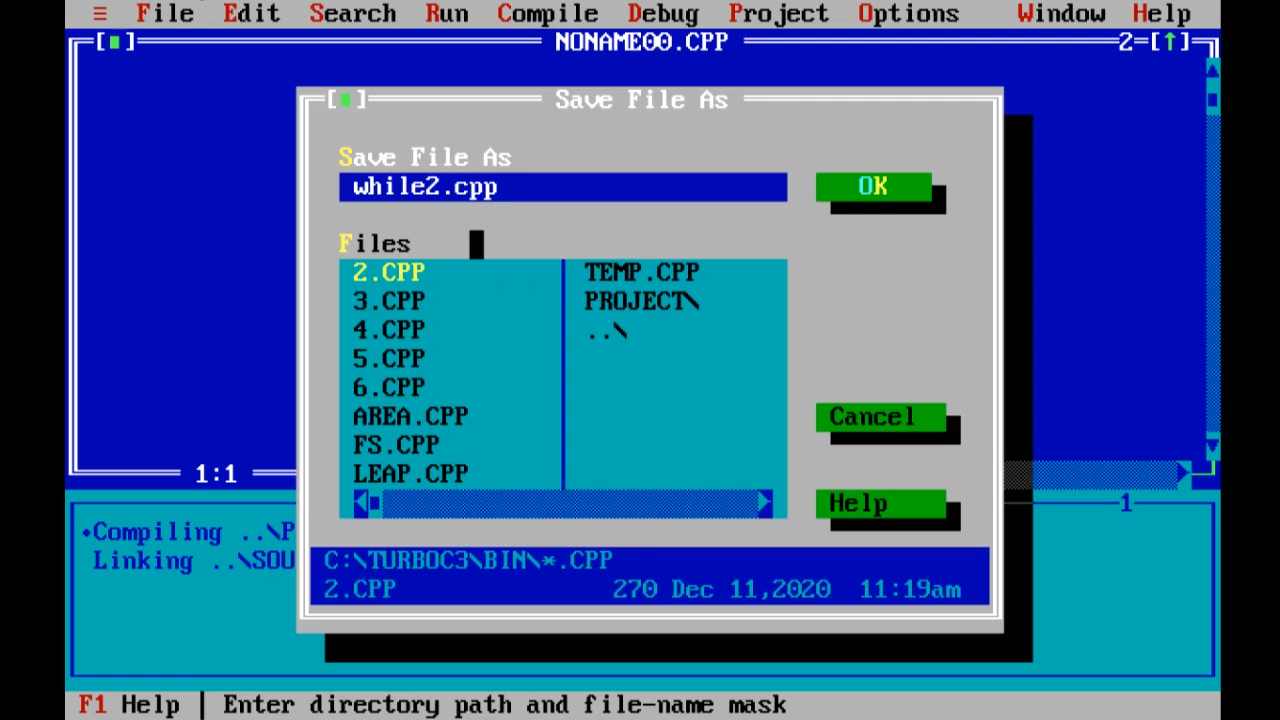 ≡ File Edit Search Run Compile Debug Project Options Window Help
[■] NONAME00.CPP 2=[↑]
[■] Save File As
Save File As
while2.cpp OK
Files
2.CPP TEMP.CPP
3.CPP PROJECT\
4.CPP ..\
5.CPP
6.CPP
AREA.CPP Cancel
FS.CPP
LEAP.CPP
1:1
Help
1
•Compiling ..\P
Linking ..\SOU
C:\TURBOC3\BIN\*.CPP
2.CPP 270 Dec 11,2020 11:19am
F1 Help | Enter directory path and file-name mask